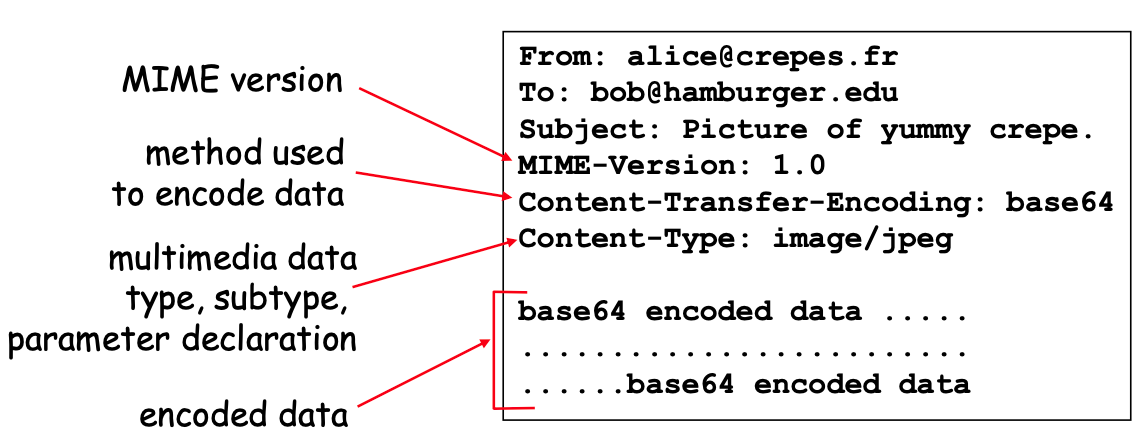 MIME version
method used
to encode data
multimedia data
type, subtype,
parameter declaration
encoded data
From: alice@crepes.fr
To: bob@hamburger.edu
Subject: Picture of yummy crepe.
MIME-Version: 1.0
Content-Transfer-Encoding: base64
Content-Type: image/jpeg
base64 encoded data .....
.........................
......base64 encoded data